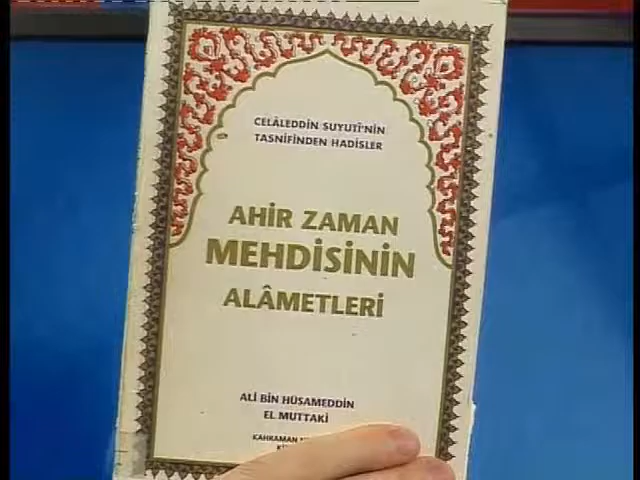 CELÂLEDDİN SUYUTİ'NİN
TASNİFİNDEN HADİSLER
AHİR ZAMAN
MEHDİSİNİN
ALÂMETLERİ
ALİ BİN HÜSAMEDDİN
EL MUTTAKİ
KAHRAMAN